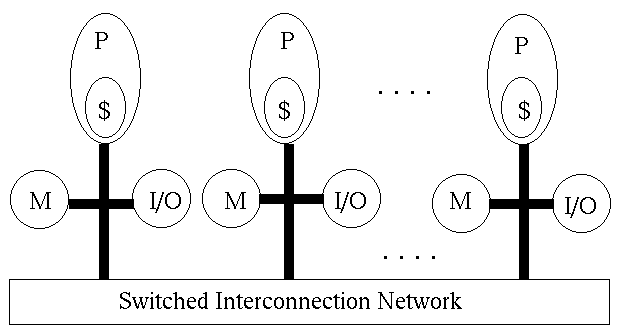 P P P
$ $ . . . . $
M I/O M I/O M I/O
. . . .
Switched Interconnection Network